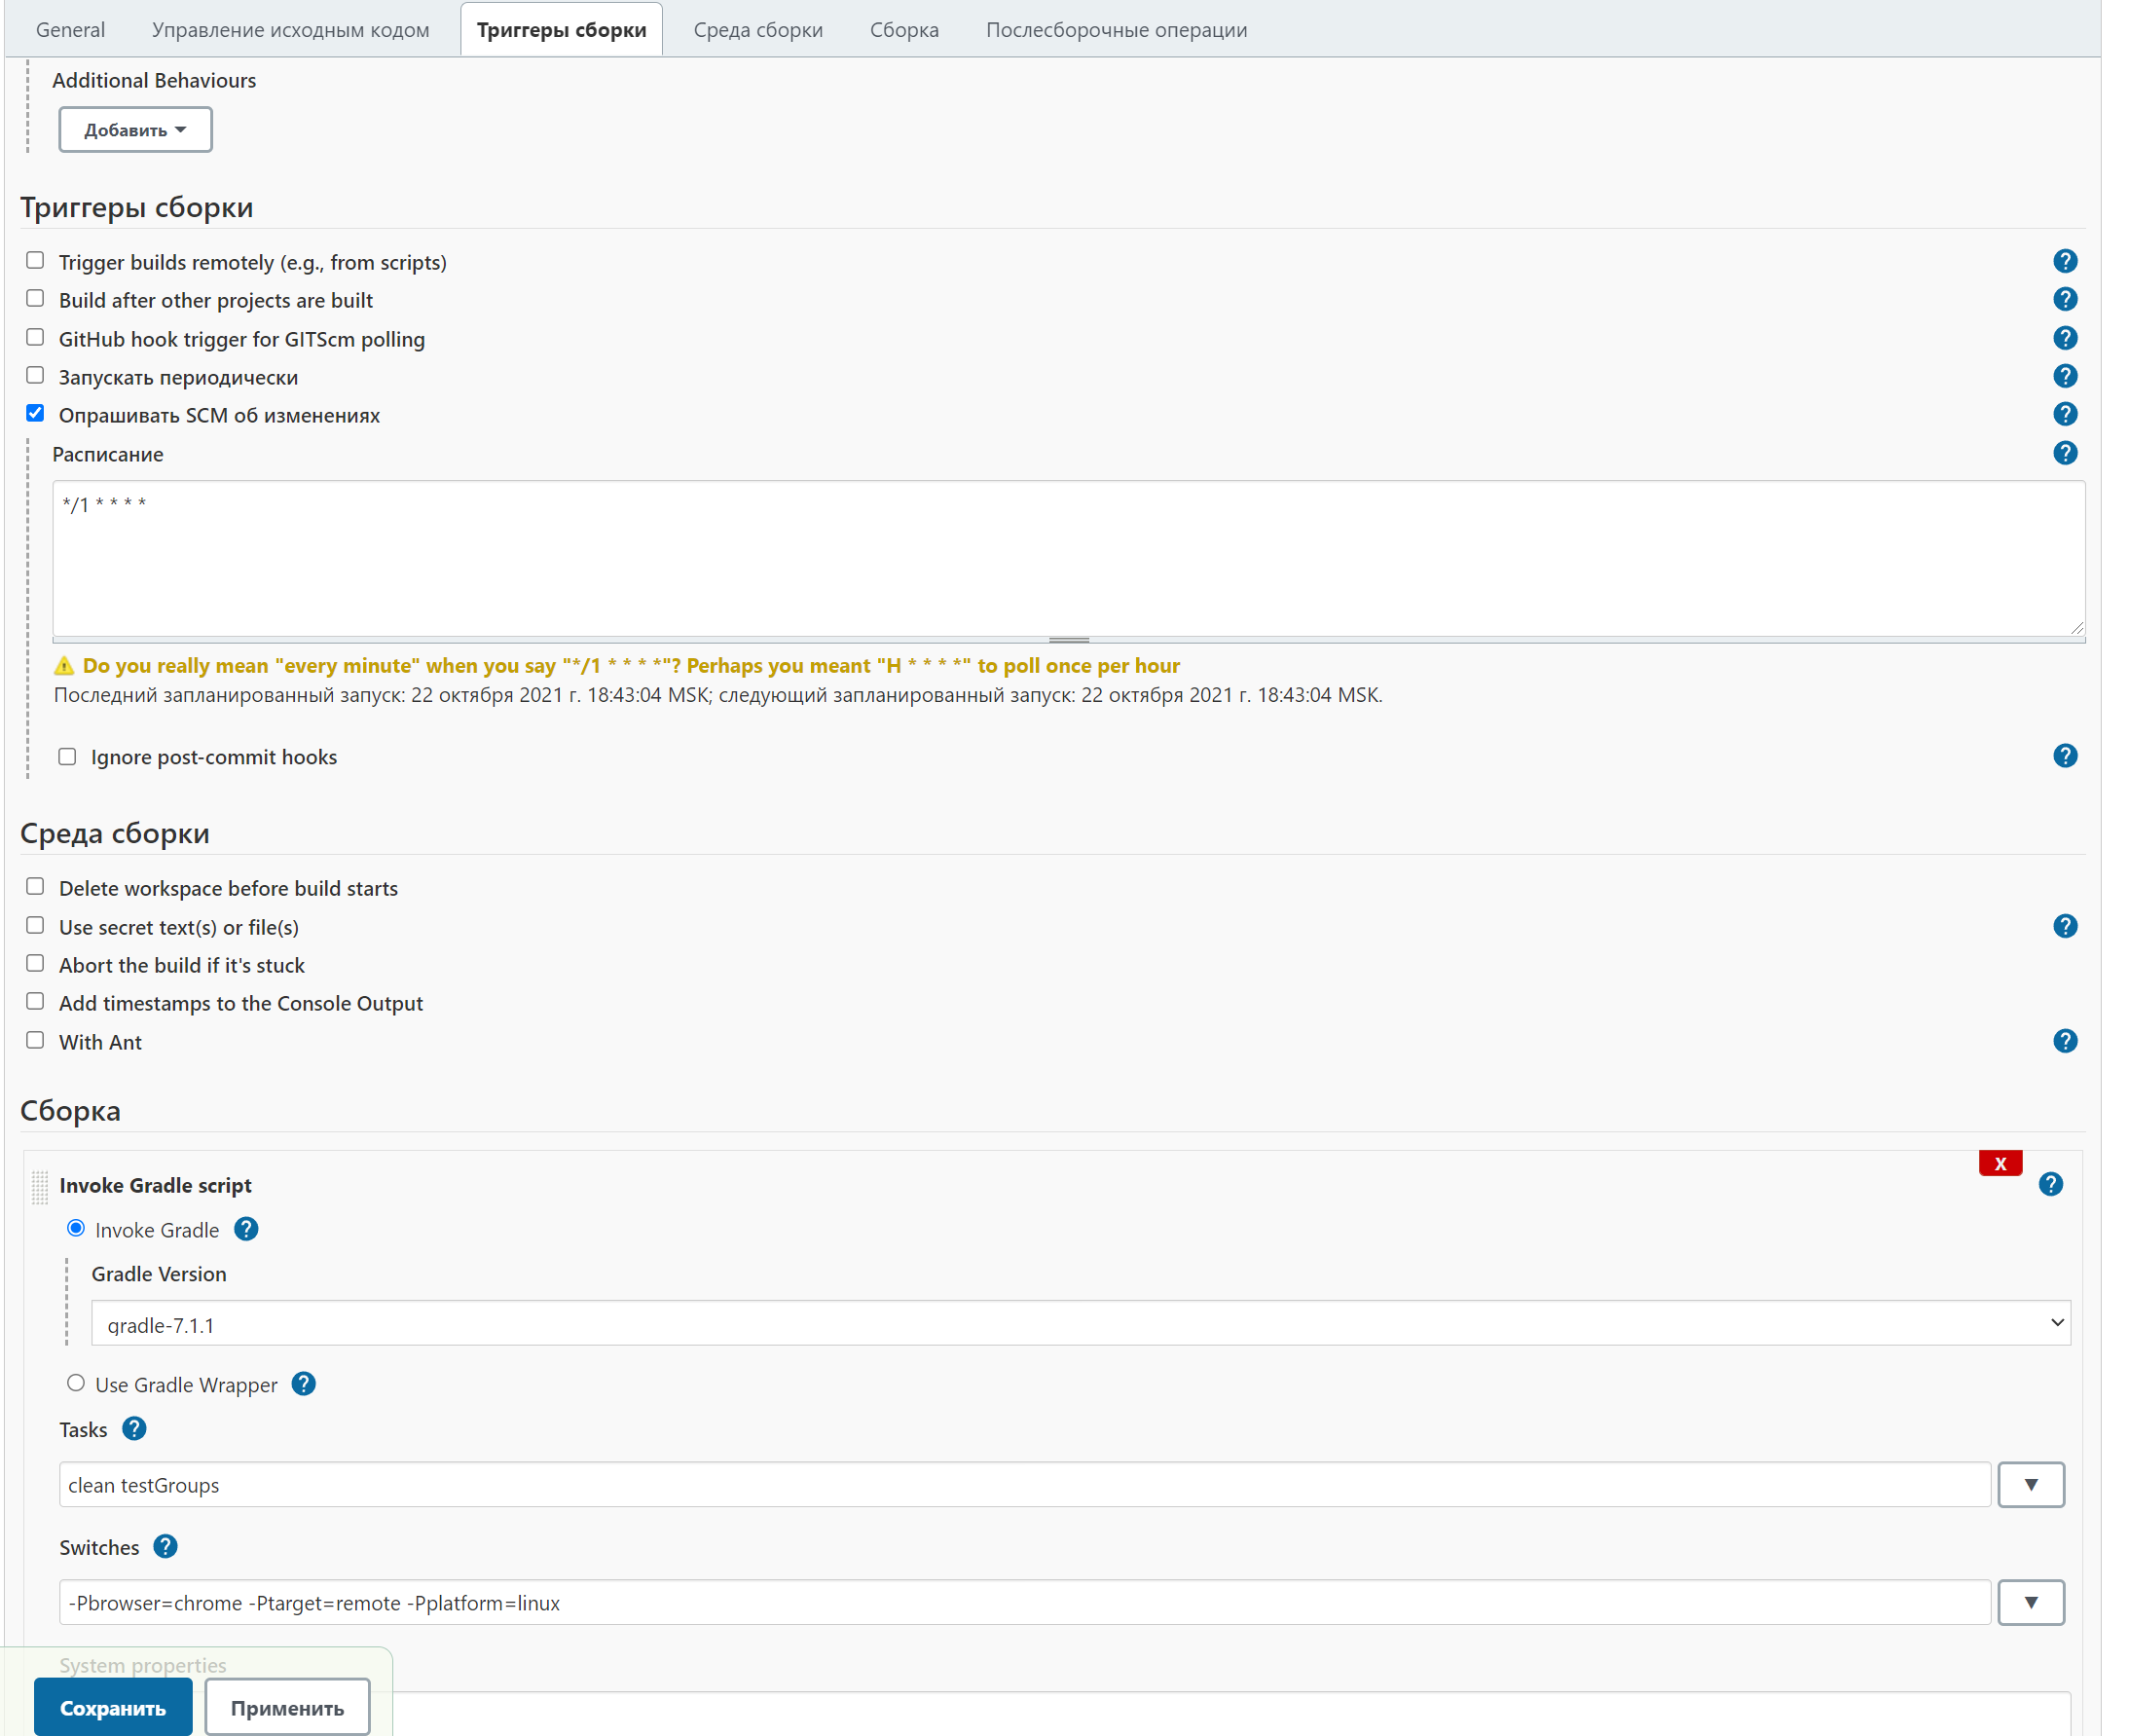 General Управление исходным кодом Триггеры сборки Среда сборки Сборка Послесборочные операции
Additional Behaviours
Добавить
Триггеры сборки
Trigger builds remotely (e.g., from scripts)
Build after other projects are built
GitHub hook trigger for GITScm polling
Запускать периодически
Опрашивать SCM об изменениях
Расписание
*/1 * * * *
Do you really mean "every minute" when you say "*/1 * * * *"? Perhaps you meant "H * * * *" to poll once per hour
Последний запланированный запуск: 22 октября 2021 г. 18:43:04 MSK; следующий запланированный запуск: 22 октября 2021 г. 18:43:04 MSK.
Ignore post-commit hooks
Среда сборки
Delete workspace before build starts
Use secret text(s) or file(s)
Abort the build if it's stuck
Add timestamps to the Console Output
With Ant
Сборка
X
Invoke Gradle script
Invoke Gradle
Gradle Version
gradle-7.1.1
Use Gradle Wrapper
Tasks
clean testGroups
Switches
-Pbrowser=chrome -Ptarget=remote -Pplatform=linux
System properties
Сохранить Применить